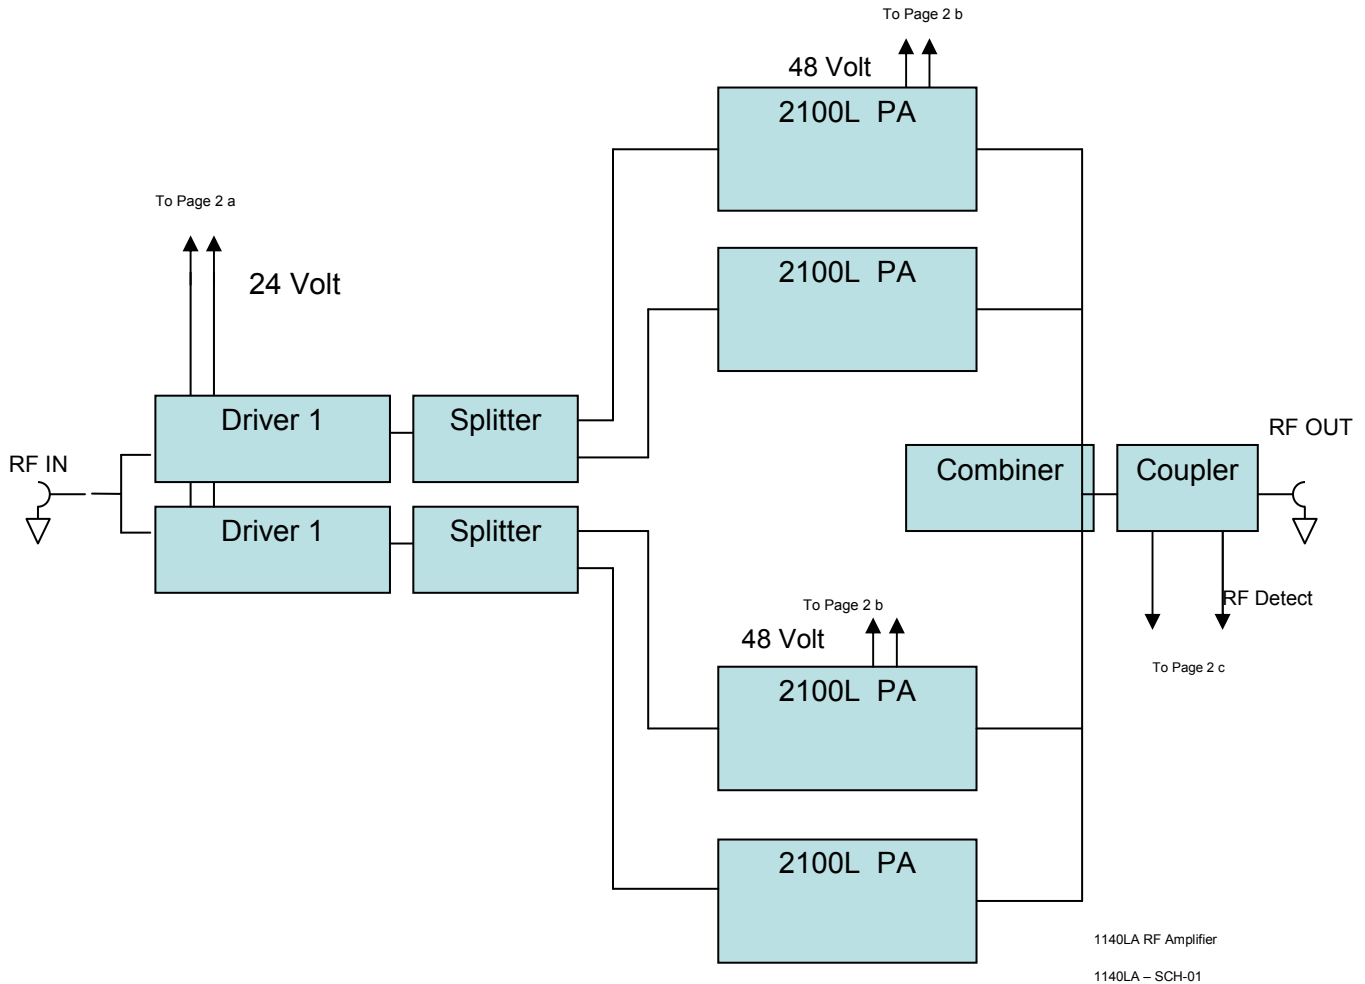 To Page 2 b
48 Volt
2100L  PA
To Page 2 a
24 Volt
2100L  PA
Driver 1
Splitter
RF IN
RF OUT
Combiner
Coupler
Driver 1
Splitter
To Page 2 b
RF Detect
48 Volt
To Page 2 c
2100L  PA
2100L  PA
1140LA RF Amplifier
1140LA – SCH-01